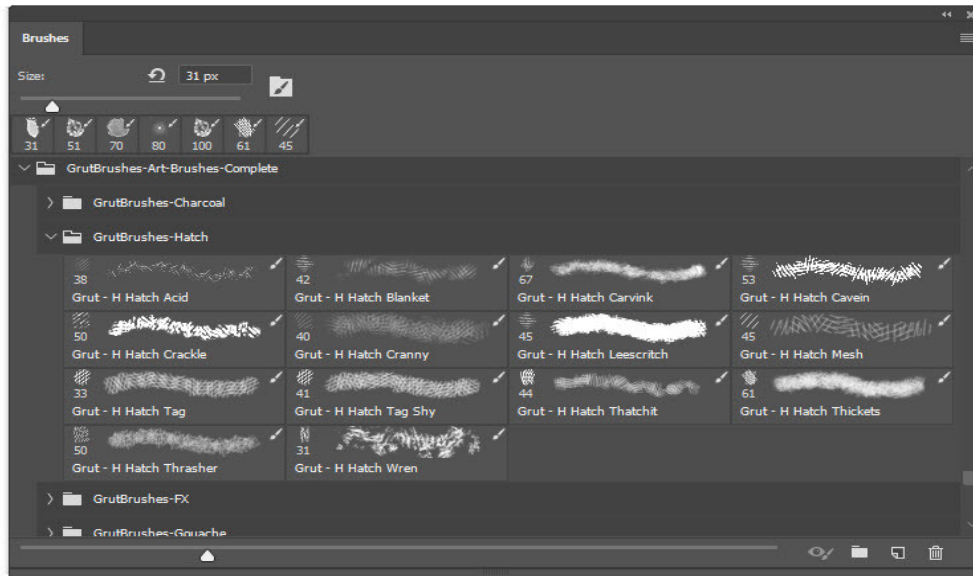 Brushes
Size: 31 px
31 51 70 80 100 61 45
GrutBrushes-Art-Brushes-Complete
GrutBrushes-Charcoal
GrutBrushes-Hatch
38 42 67 53
Grut - H Hatch Acid Grut - H Hatch Blanket Grut - H Hatch Carvink Grut - H Hatch Cavein
50 40 45 45
Grut - H Hatch Crackle Grut - H Hatch Cranny Grut - H Hatch Leescritch Grut - H Hatch Mesh
33 41 44 61
Grut - H Hatch Tag Grut - H Hatch Tag Shy Grut - H Hatch Thatchit Grut - H Hatch Thickets
50 31
Grut - H Hatch Thrasher Grut - H Hatch Wren
GrutBrushes-FX
GrutBrushes-Gouache